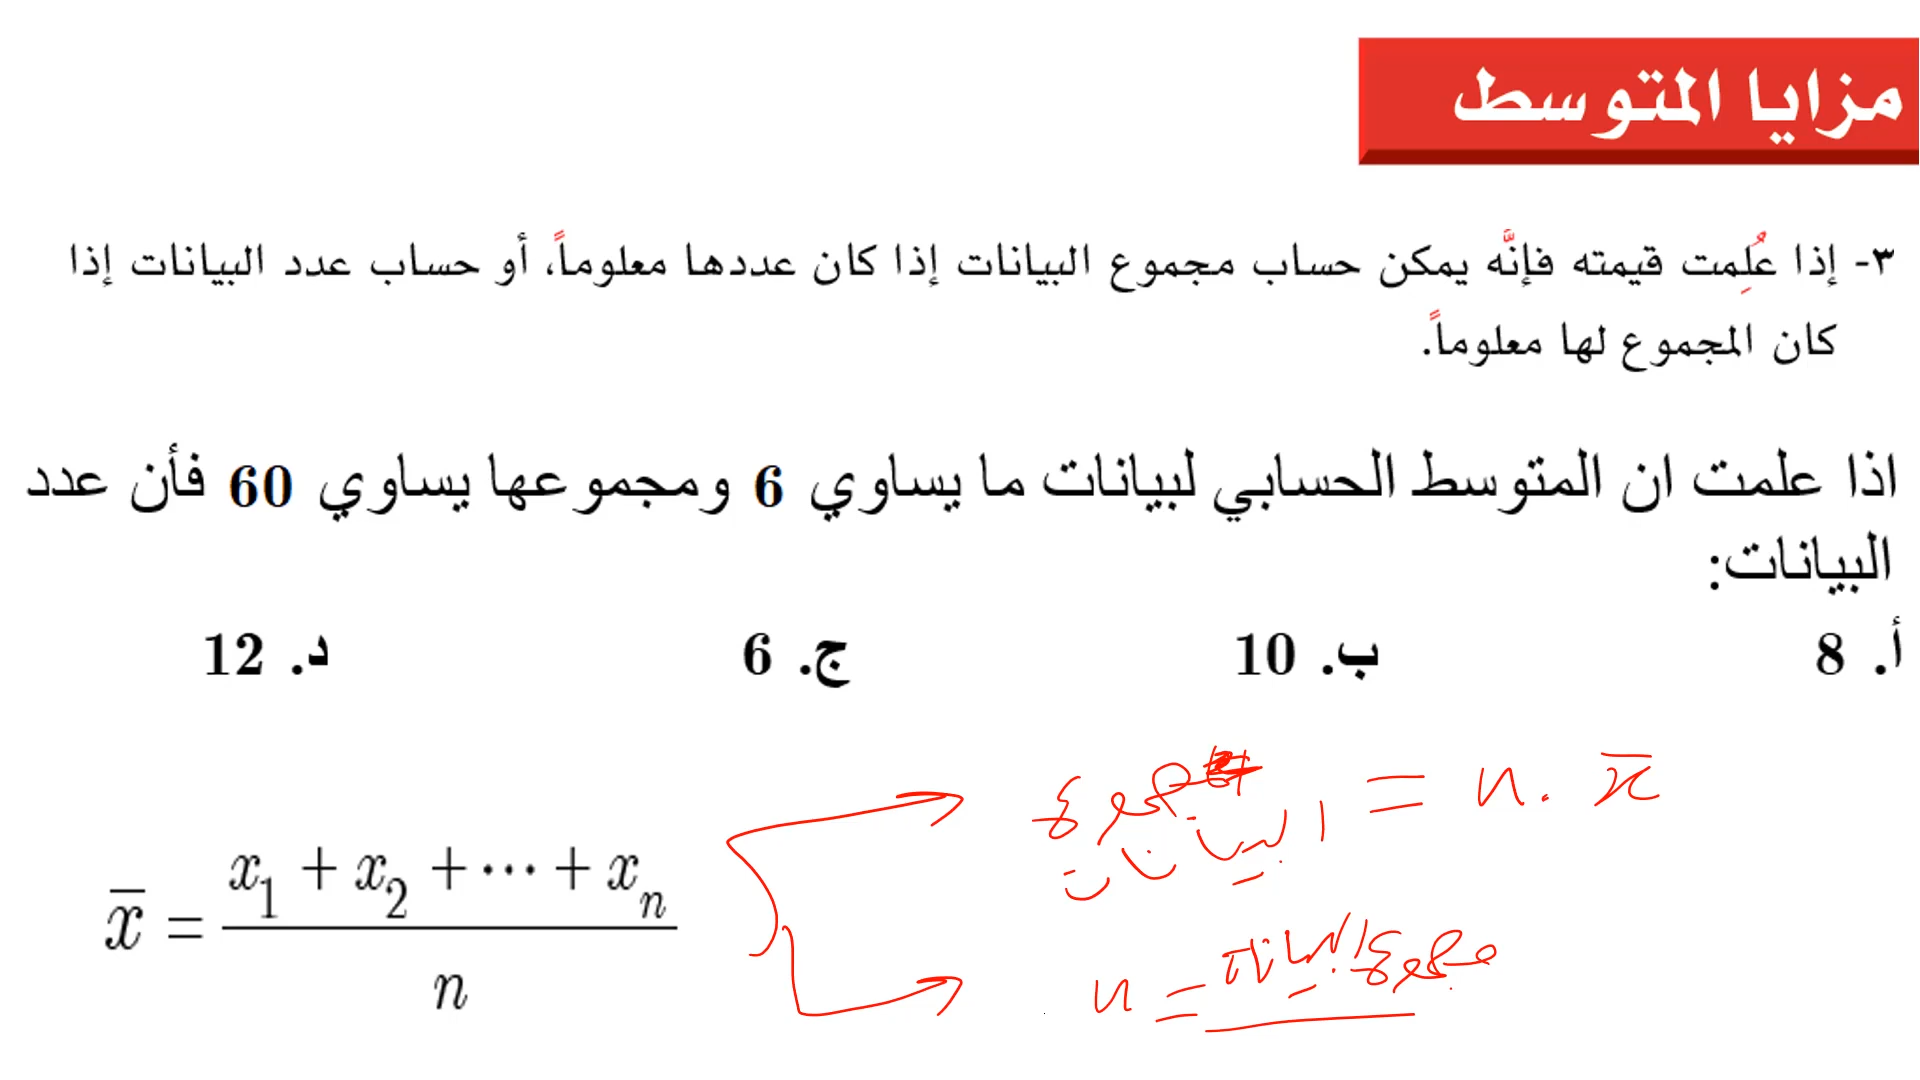 مزايا المتوسط
٣- إذا عُلِمت قيمته فإنَّه يمكن حساب مجموع البيانات إذا كان عددها معلوماً، أو حساب عدد البيانات إذا
كان المجموع لها معلوماً.
اذا علمت ان المتوسط الحسابي لبيانات ما يساوي 6 ومجموعها يساوي 60 فأن عدد
البيانات:
أ. 8 ب. 10 ج. 6 د. 12
x̄ = (x₁ + x₂ + ⋯ + xₙ) / n
مجموع البيانات = n . x̄
n = مجموع البيانات